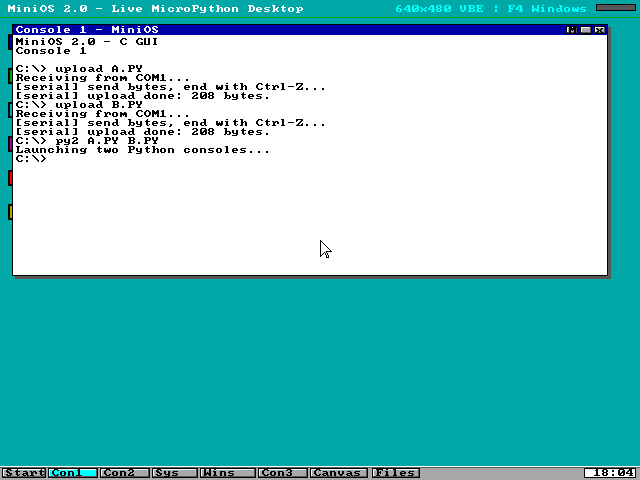 MiniOS 2.0 - Live MicroPython Desktop
640x480 VBE | F4 Windows
Console 1 - MiniOS
M
MiniOS 2.0 - C GUI
Console 1
C:\> upload A.PY
Receiving from COM1...
[serial] send bytes, end with Ctrl-Z...
[serial] upload done: 208 bytes.
C:\> upload B.PY
Receiving from COM1...
[serial] send bytes, end with Ctrl-Z...
[serial] upload done: 208 bytes.
C:\> py2 A.PY B.PY
Launching two Python consoles...
C:\>
Start Con1 Con2 Sys Wins Con3 Canvas Files 18:04